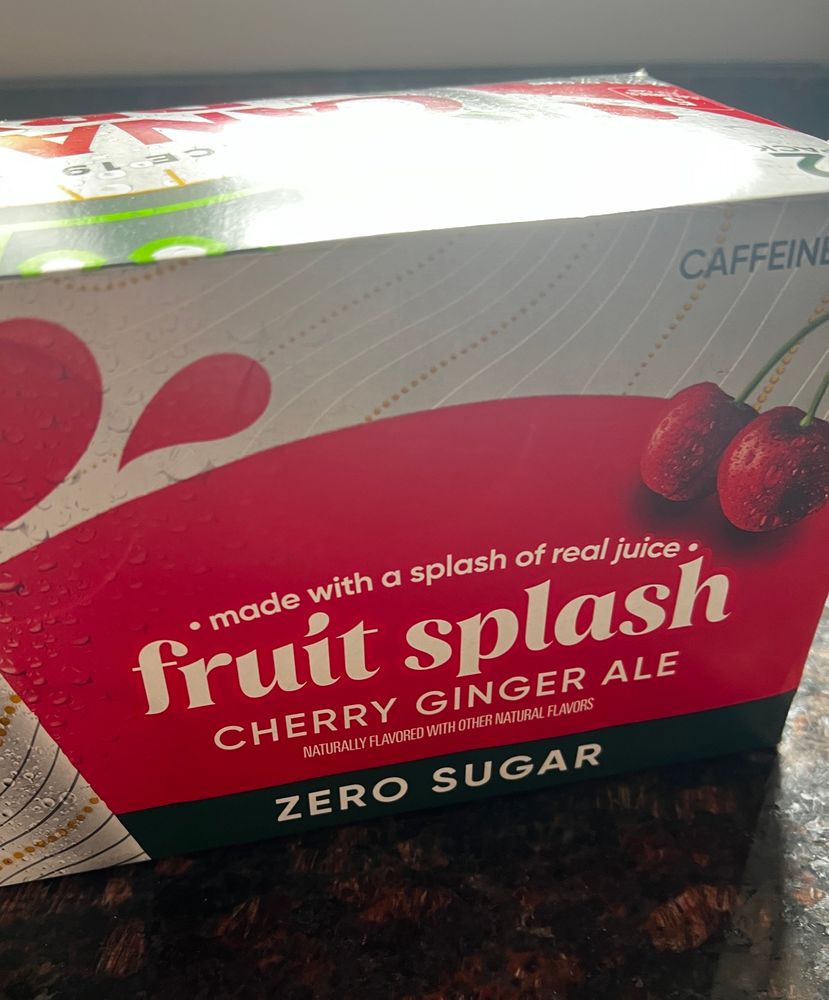 CAFFEINE
• made with a splash of real juice •
fruit splash
CHERRY GINGER ALE
NATURALLY FLAVORED WITH OTHER NATURAL FLAVORS
ZERO SUGAR